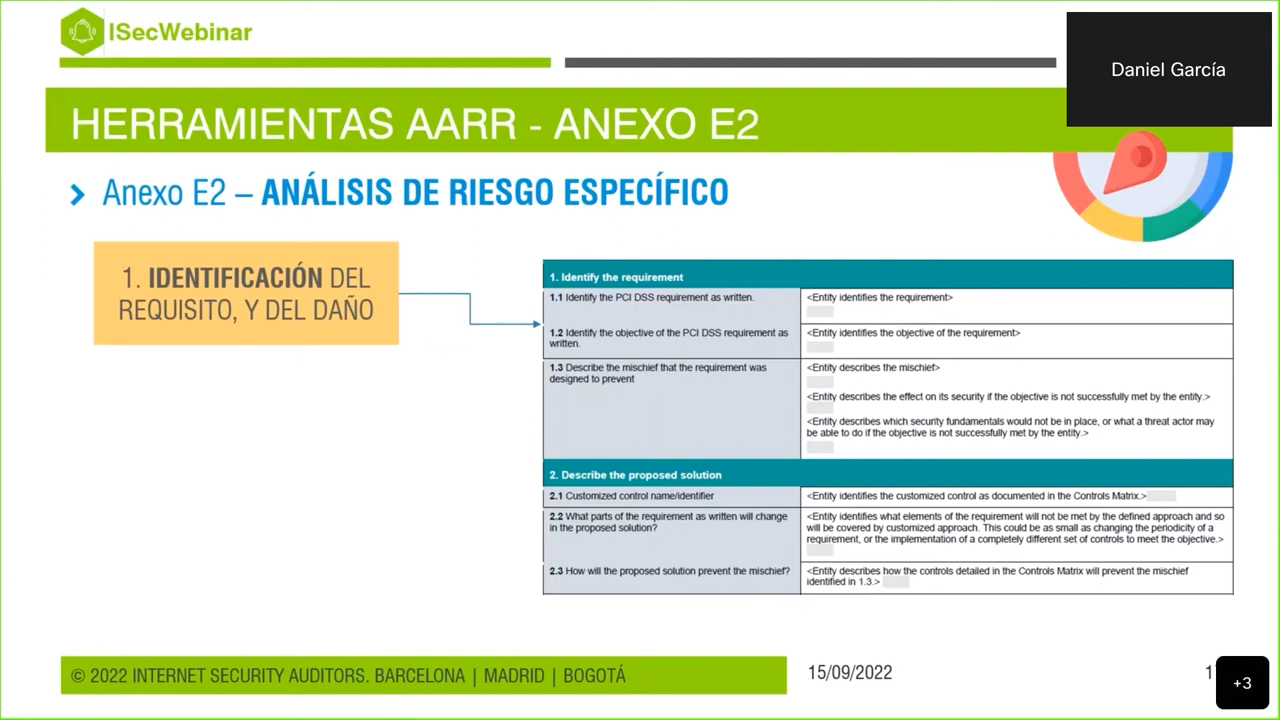 ISecWebinar
Daniel García
HERRAMIENTAS AARR - ANEXO E2
Anexo E2 – ANÁLISIS DE RIESGO ESPECÍFICO
1. IDENTIFICACIÓN DEL
REQUISITO, Y DEL DAÑO
1. Identify the requirement
1.1 Identify the PCI DSS requirement as written.
<Entity identifies the requirement>
1.2 Identify the objective of the PCI DSS requirement as
written.
<Entity identifies the objective of the requirement>
1.3 Describe the mischief that the requirement was
designed to prevent
<Entity describes the mischief>
<Entity describes the effect on its security if the objective is not successfully met by the entity.>
<Entity describes which security fundamentals would not be in place, or what a threat actor may
be able to do if the objective is not successfully met by the entity.>
2. Describe the proposed solution
2.1 Customized control name/identifier
<Entity identifies the customized control as documented in the Controls Matrix.>
2.2 What parts of the requirement as written will change
in the proposed solution?
<Entity identifies what elements of the requirement will not be met by the defined approach and so
will be covered by customized approach. This could be as small as changing the periodicity of a
requirement, or the implementation of a completely different set of controls to meet the objective.>
2.3 How will the proposed solution prevent the mischief?
<Entity describes how the controls detailed in the Controls Matrix will prevent the mischief
identified in 1.3.>
© 2022 INTERNET SECURITY AUDITORS. BARCELONA | MADRID | BOGOTÁ
15/09/2022
+3